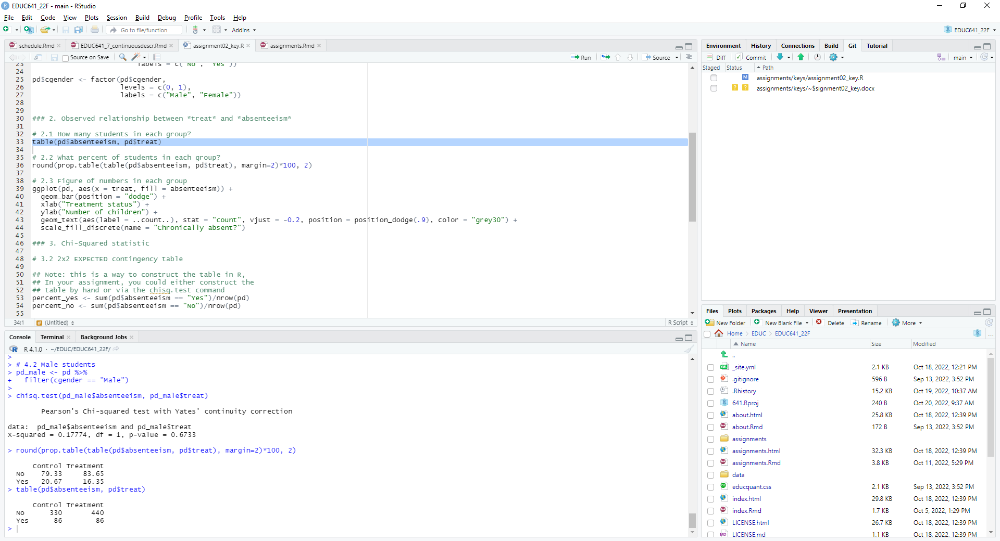 EDUC641_22F - main - RStudio
File Edit Code View Plots Session Build Debug Profile Tools Help
Go to file/function Addins EDUC641_22F
schedule.Rmd EDUC641_7_continuousdescr.Rmd assignment02_key.R assignments.Rmd
Source on Save Run Source
23 labels = c("No", "Yes"))
24
25 pd$cgender <- factor(pd$cgender,
26 levels = c(0, 1),
27 labels = c("Male", "Female"))
28
29
30 ### 2. Observed relationship between *treat* and *absenteeism*
31
32 # 2.1 How many students in each group?
33 table(pd$absenteeism, pd$treat)
34
35 # 2.2 What percent of students in each group?
36 round(prop.table(table(pd$absenteeism, pd$treat), margin=2)*100, 2)
37
38 # 2.3 Figure of numbers in each group
39 ggplot(pd, aes(x = treat, fill = absenteeism)) +
40 geom_bar(position = "dodge") +
41 xlab("Treatment status") +
42 ylab("Number of children") +
43 geom_text(aes(label = ..count..), stat = "count", vjust = -0.2, position = position_dodge(.9), color = "grey30") +
44 scale_fill_discrete(name = "Chronically absent?")
45
46 ### 3. Chi-Squared statistic
47
48 # 3.2 2x2 EXPECTED contingency table
49
50 ## Note: this is a way to construct the table in R,
51 ## In your assignment, you could either construct the
52 ## table by hand or via the chisq.test command
53 percent_yes <- sum(pd$absenteeism == "Yes")/nrow(pd)
54 percent_no <- sum(pd$absenteeism == "No")/nrow(pd)
55
34:1 # (Untitled) R Script
Console Terminal Background Jobs
R R 4.1.0 · ~/EDUC/EDUC641_22F/
>
> # 4.2 Male students
> pd_male <- pd %>%
+ filter(cgender == "Male")
>
> chisq.test(pd_male$absenteeism, pd_male$treat)
Pearson's Chi-squared test with Yates' continuity correction
data: pd_male$absenteeism and pd_male$treat
X-squared = 0.17774, df = 1, p-value = 0.6733
> round(prop.table(table(pd$absenteeism, pd$treat), margin=2)*100, 2)
Control Treatment
No 79.33 83.65
Yes 20.67 16.35
> table(pd$absenteeism, pd$treat)
Control Treatment
No 330 440
Yes 86 86
>
Environment History Connections Build Git Tutorial
Diff Commit main
Staged Status Path
M assignments/keys/assignment02_key.R
? ? assignments/keys/~$signment02_key.docx
Files Plots Packages Help Viewer Presentation
New Folder New Blank File Delete Rename More
Home EDUC EDUC641_22F ...
Name Size Modified
..
_site.yml 2.1 KB Oct 18, 2022, 12:21 PM
.gitignore 596 B Sep 13, 2022, 3:52 PM
.Rhistory 15.2 KB Oct 19, 2022, 10:37 AM
641.Rproj 240 B Oct 20, 2022, 9:37 AM
about.html 25.8 KB Oct 18, 2022, 12:39 PM
about.Rmd 172 B Sep 13, 2022, 3:52 PM
assignments
assignments.html 32.3 KB Oct 18, 2022, 12:39 PM
assignments.Rmd 3.8 KB Oct 11, 2022, 5:29 PM
data
educquant.css 2.1 KB Sep 13, 2022, 3:52 PM
index.html 29.8 KB Oct 18, 2022, 12:39 PM
index.Rmd 1.7 KB Oct 5, 2022, 1:29 PM
LICENSE.html 26.7 KB Oct 18, 2022, 12:39 PM
LICENSE.md 1.1 KB Oct 18, 2022, 12:39 PM